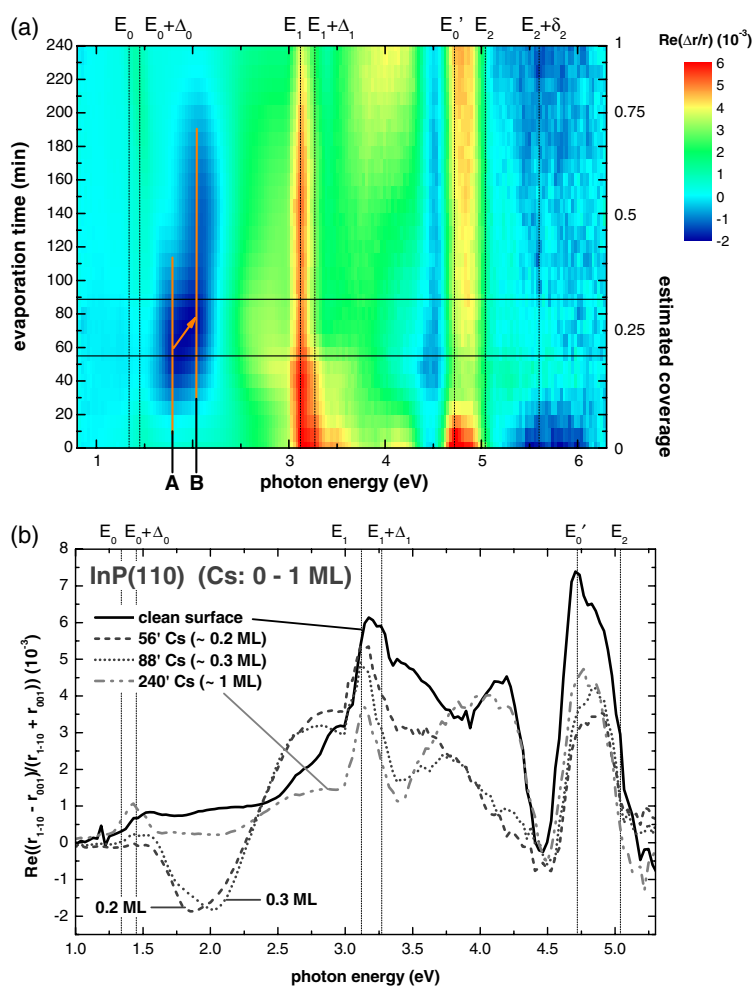 (a)
E₀ E₀+Δ₀ E₁ E₁+Δ₁ E₀' E₂ E₂+δ₂
Re(Δr/r) (10⁻³)
6
5
4
3
2
1
0
-1
-2
evaporation time (min)
240
220
200
180
160
140
120
100
80
60
40
20
0
1
0.75
0.5
0.25
0
estimated coverage
1 2 3 4 5 6
A B
photon energy (eV)
(b)
E₀ E₀+Δ₀ E₁ E₁+Δ₁ E₀' E₂
Re((r₁₋₁₀ - r₀₀₁)/(r₁₋₁₀ + r₀₀₁)) (10⁻³)
8
7
6
5
4
3
2
1
0
-1
-2
InP(110) (Cs: 0 - 1 ML)
clean surface
56' Cs (~ 0.2 ML)
88' Cs (~ 0.3 ML)
240' Cs (~ 1 ML)
0.2 ML
0.3 ML
1.0 1.5 2.0 2.5 3.0 3.5 4.0 4.5 5.0
photon energy (eV)